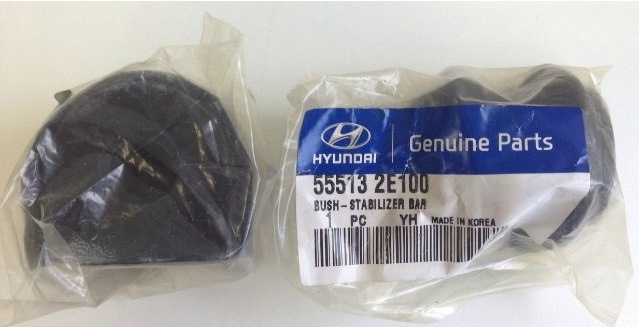 HYUNDAI
Genuine Parts
55513 2E100
BUSH-STABILIZER BAR
1 PC YH MADE IN KOREA